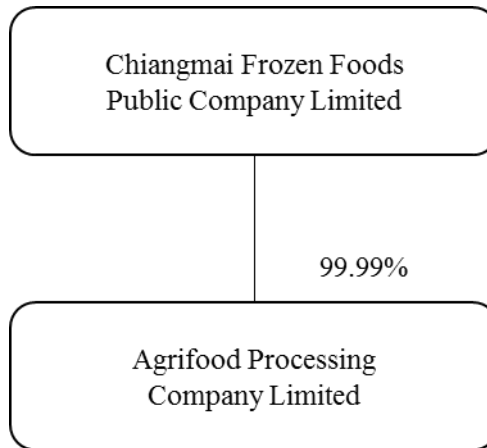 Chiangmai Frozen Foods
Public Company Limited
99.99%
Agrifood Processing
Company Limited